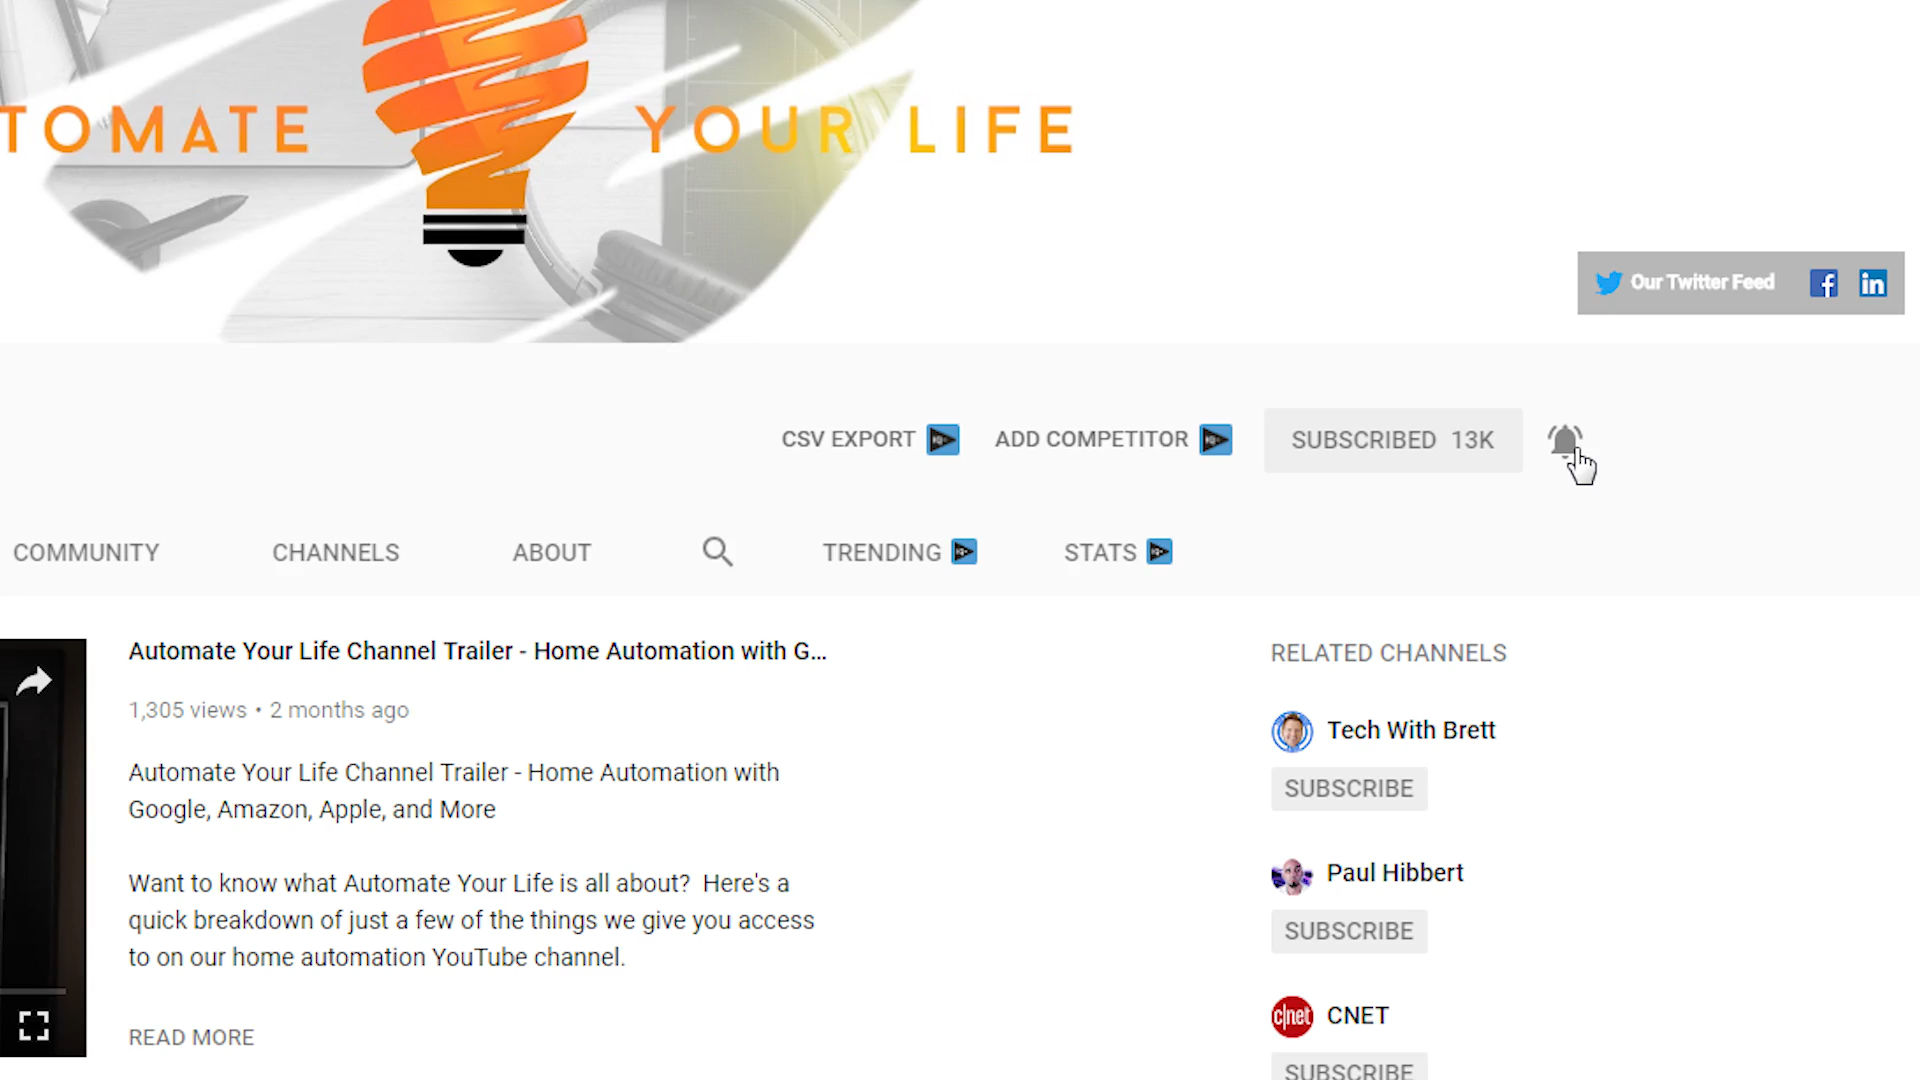 TOMATE YOUR LIFE
Our Twitter Feed
CSV EXPORT ADD COMPETITOR SUBSCRIBED 13K
COMMUNITY CHANNELS ABOUT TRENDING STATS
Automate Your Life Channel Trailer - Home Automation with G...
1,305 views • 2 months ago
Automate Your Life Channel Trailer - Home Automation with
Google, Amazon, Apple, and More
Want to know what Automate Your Life is all about? Here's a
quick breakdown of just a few of the things we give you access
to on our home automation YouTube channel.
READ MORE
RELATED CHANNELS
Tech With Brett
SUBSCRIBE
Paul Hibbert
SUBSCRIBE
c|net CNET
SUBSCRIBE